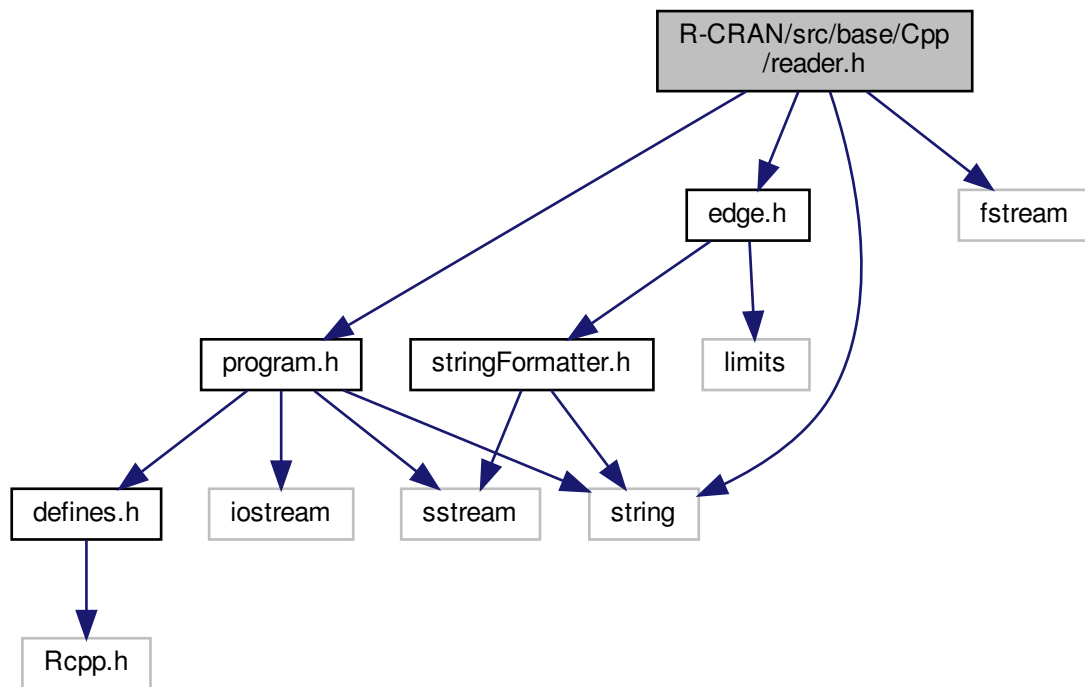 R-CRAN/src/base/Cpp
/reader.h
edge.h
fstream
program.h
stringFormatter.h
limits
defines.h
iostream
sstream
string
Rcpp.h